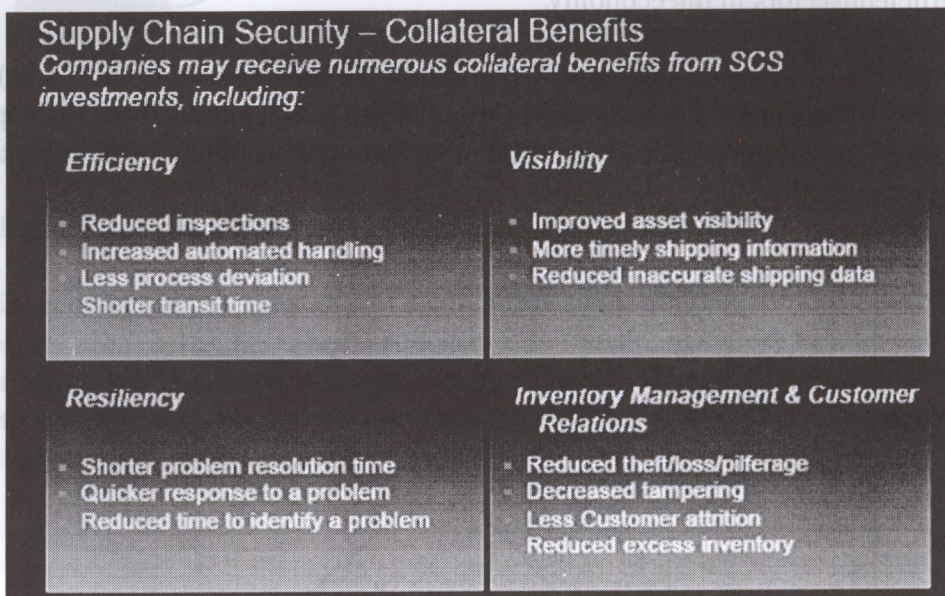 Supply Chain Security – Collateral Benefits
Companies may receive numerous collateral benefits from SCS
investments, including:
Efficiency
- Reduced inspections
- Increased automated handling
- Less process deviation
Shorter transit time
Visibility
- Improved asset visibility
- More timely shipping information
Reduced inaccurate shipping data
Resiliency
- Shorter problem resolution time
- Quicker response to a problem
Reduced time to identify a problem
Inventory Management & Customer
Relations
- Reduced theft/loss/pilferage
- Decreased tampering
- Less Customer attrition
Reduced excess inventory